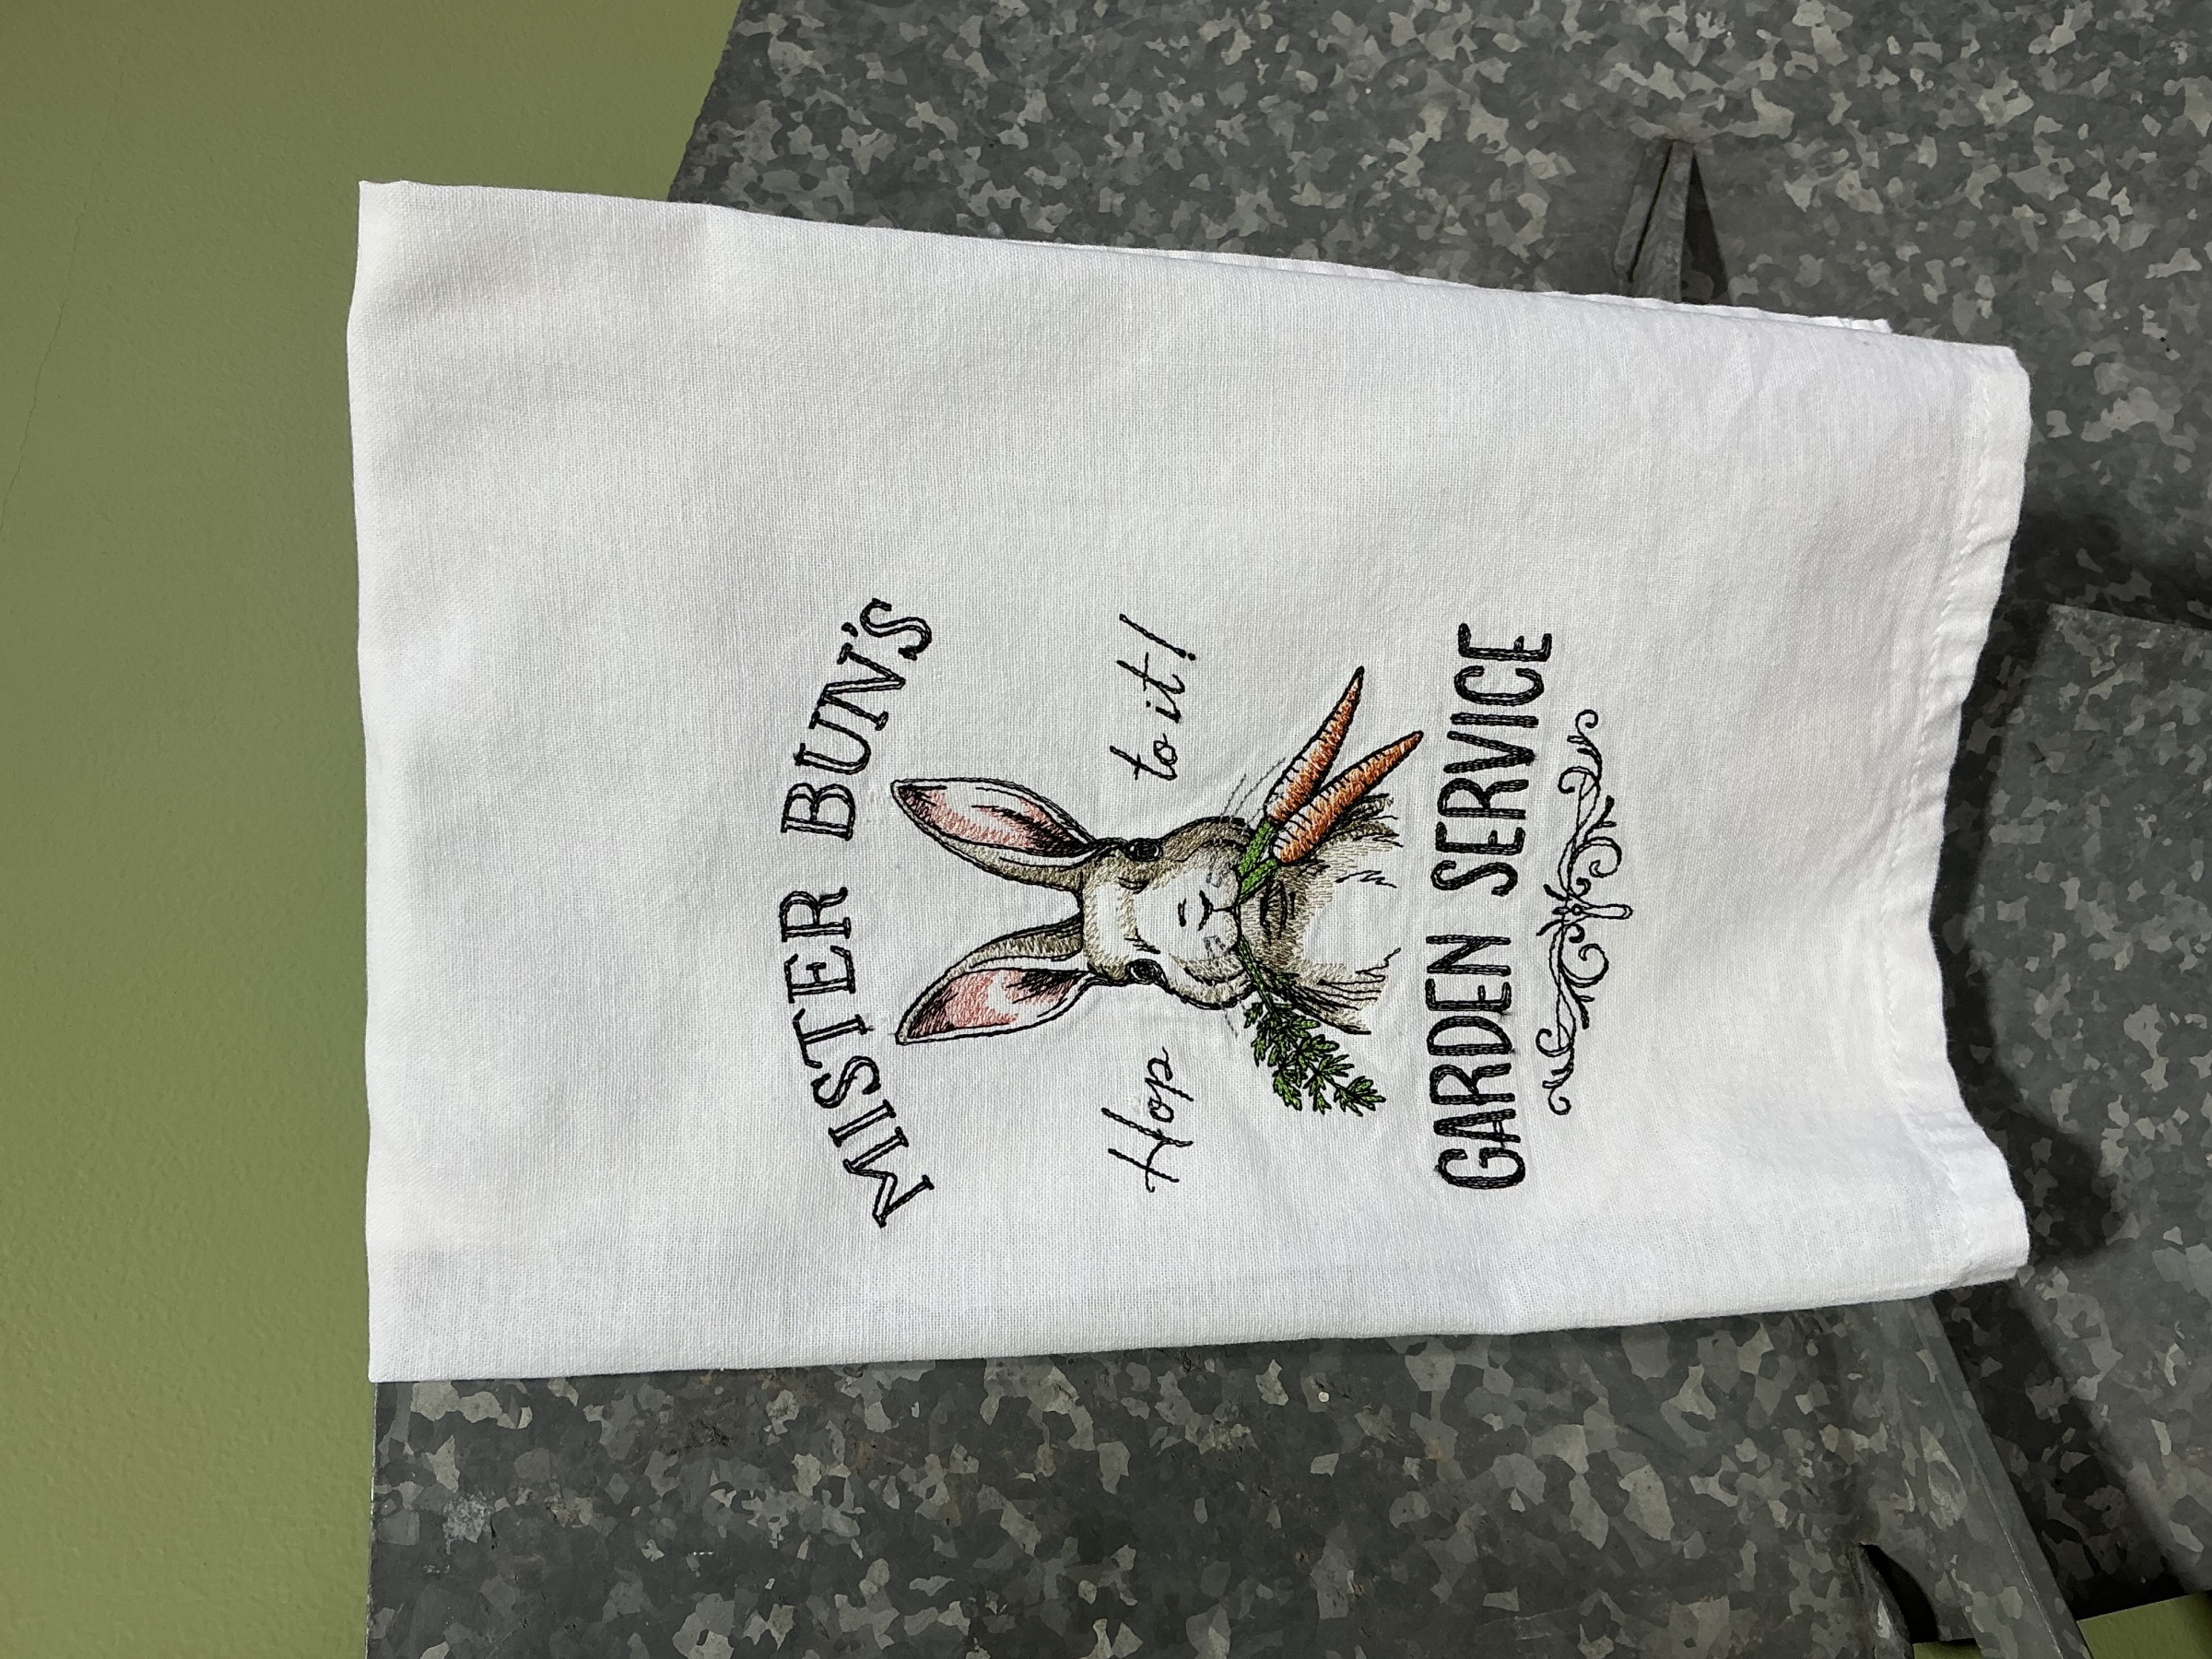 MISTER BUN'S
Hop to it!
GARDEN SERVICE